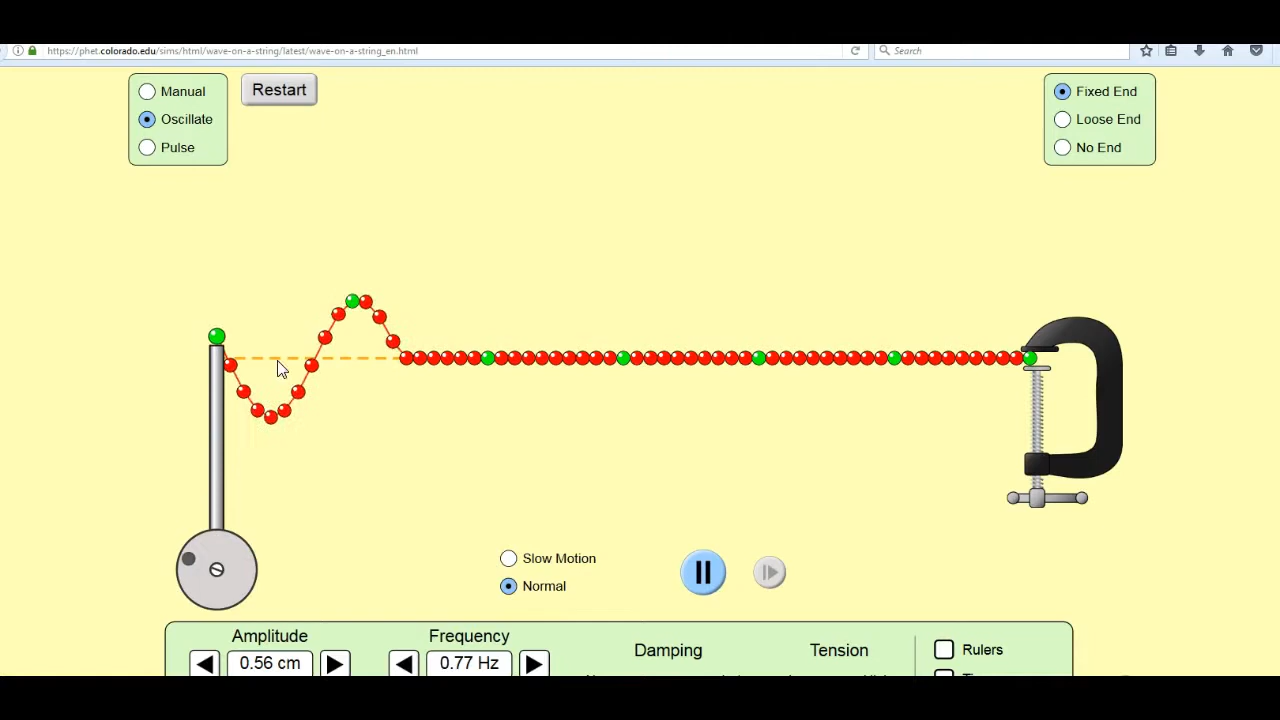 https://phet.colorado.edu/sims/html/wave-on-a-string/latest/wave-on-a-string_en.html
Search
Manual
Oscillate
Pulse
Restart
Fixed End
Loose End
No End
Slow Motion
Normal
Amplitude
0.56 cm
Frequency
0.77 Hz
Damping
Tension
Rulers